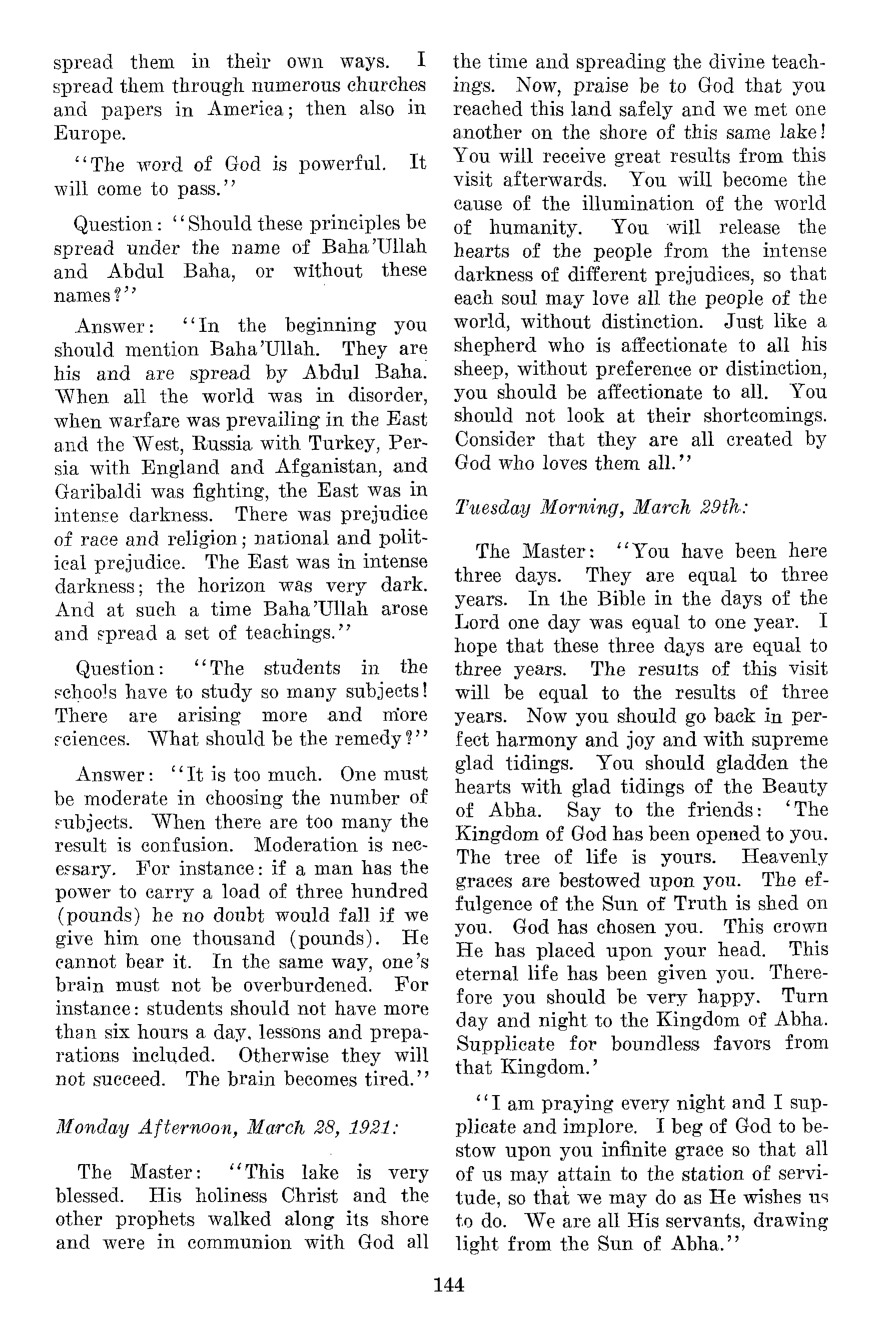 spread them in their own ways. I
spread them through numerous churches
and papers in America; then also in
Europe.
"The word of God is powerful. It
will come to pass."
Question: "Should these principles be
spread under the name of Baha'Ullah
and Abdul Baha, or without these
names?"
Answer: "In the beginning you
should mention Baha'Ullah. They are
his and are spread by Abdul Baha.
When all the world was in disorder,
when warfare was prevailing in the East
and the West, Russia with Turkey, Per-
sia with England and Afganistan, and
Garibaldi was fighting, the East was in
intense darkness. There was prejudice
of race and religion; national and polit-
ical prejudice. The East was in intense
darkness; the horizon was very dark.
And at such a time Baha'Ullah arose
and spread a set of teachings."
Question: "The students in the
schools have to study so many subjects!
There are arising more and more
sciences. What should be the remedy?"
Answer: "It is too much. One must
be moderate in choosing the number of
subjects. When there are too many the
result is confusion. Moderation is nec-
essary. For instance: if a man has the
power to carry a load of three hundred
(pounds) he no doubt would fall if we
give him one thousand (pounds). He
cannot bear it. In the same way, one's
brain must not be overburdened. For
instance: students should not have more
than six hours a day, lessons and prepa-
rations included. Otherwise they will
not succeed. The brain becomes tired."
Monday Afternoon, March 28, 1921:
The Master: "This lake is very
blessed. His holiness Christ and the
other prophets walked along its shore
and were in communion with God all
the time and spreading the divine teach-
ings. Now, praise be to God that you
reached this land safely and we met one
another on the shore of this same lake!
You will receive great results from this
visit afterwards. You will become the
cause of the illumination of the world
of humanity. You will release the
hearts of the people from the intense
darkness of different prejudices, so that
each soul may love all the people of the
world, without distinction. Just like a
shepherd who is affectionate to all his
sheep, without preference or distinction,
you should be affectionate to all. You
should not look at their shortcomings.
Consider that they are all created by
God who loves them all."
Tuesday Morning, March 29th:
The Master: "You have been here
three days. They are equal to three
years. In the Bible in the days of the
Lord one day was equal to one year. I
hope that these three days are equal to
three years. The results of this visit
will be equal to the results of three
years. Now you should go back in per-
fect harmony and joy and with supreme
glad tidings. You should gladden the
hearts with glad tidings of the Beauty
of Abha. Say to the friends: 'The
Kingdom of God has been opened to you.
The tree of life is yours. Heavenly
graces are bestowed upon you. The ef-
fulgence of the Sun of Truth is shed on
you. God has chosen you. This crown
He has placed upon your head. This
eternal life has been given you. There-
fore you should be very happy. Turn
day and night to the Kingdom of Abha.
Supplicate for boundless favors from
that Kingdom.'
"I am praying every night and I sup-
plicate and implore. I beg of God to be-
stow upon you infinite grace so that all
of us may attain to the station of servi-
tude, so that we may do as He wishes us
to do. We are all His servants, drawing
light from the Sun of Abha."
144